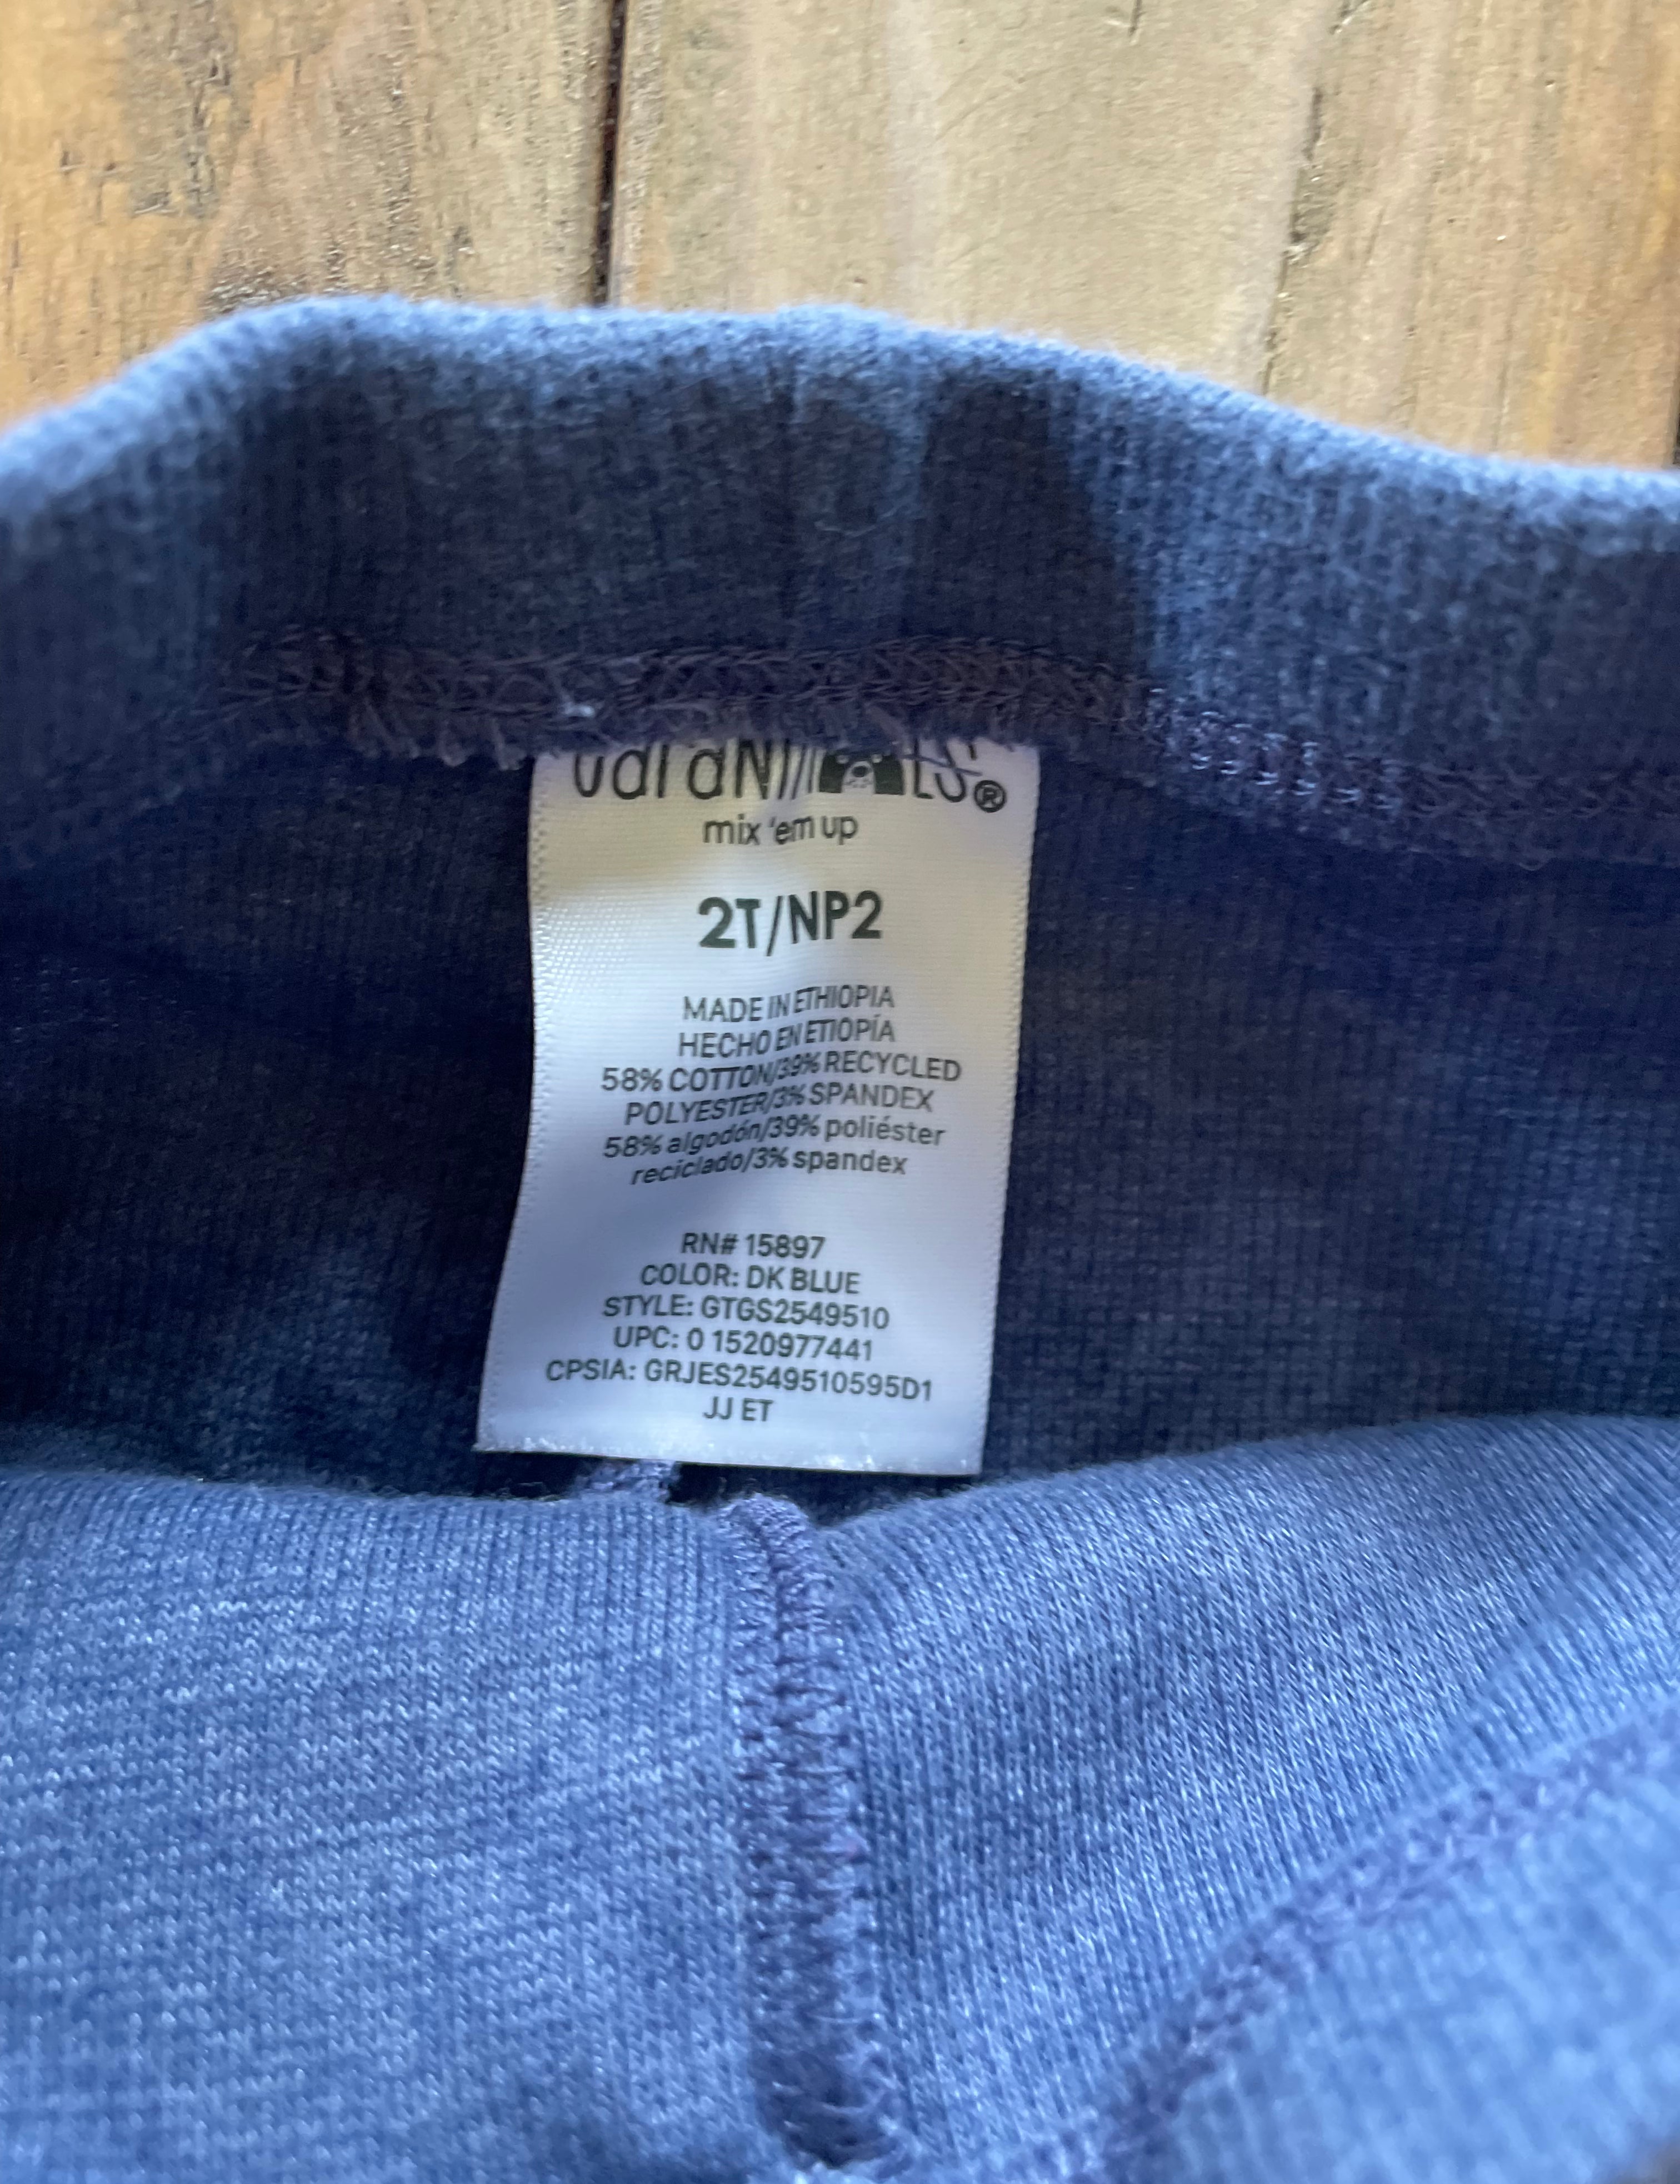 garaNimaLs®
mix 'em up
2T/NP2
MADE IN ETHIOPIA
HECHO EN ETIOPÍA
58% COTTON/39% RECYCLED
POLYESTER/3% SPANDEX
58% algodón/39% poliéster
reciclado/3% spandex
RN# 15897
COLOR: DK BLUE
STYLE: GTGS2549510
UPC: 0 1520977441
CPSIA: GRJES2549510595D1
JJ ET